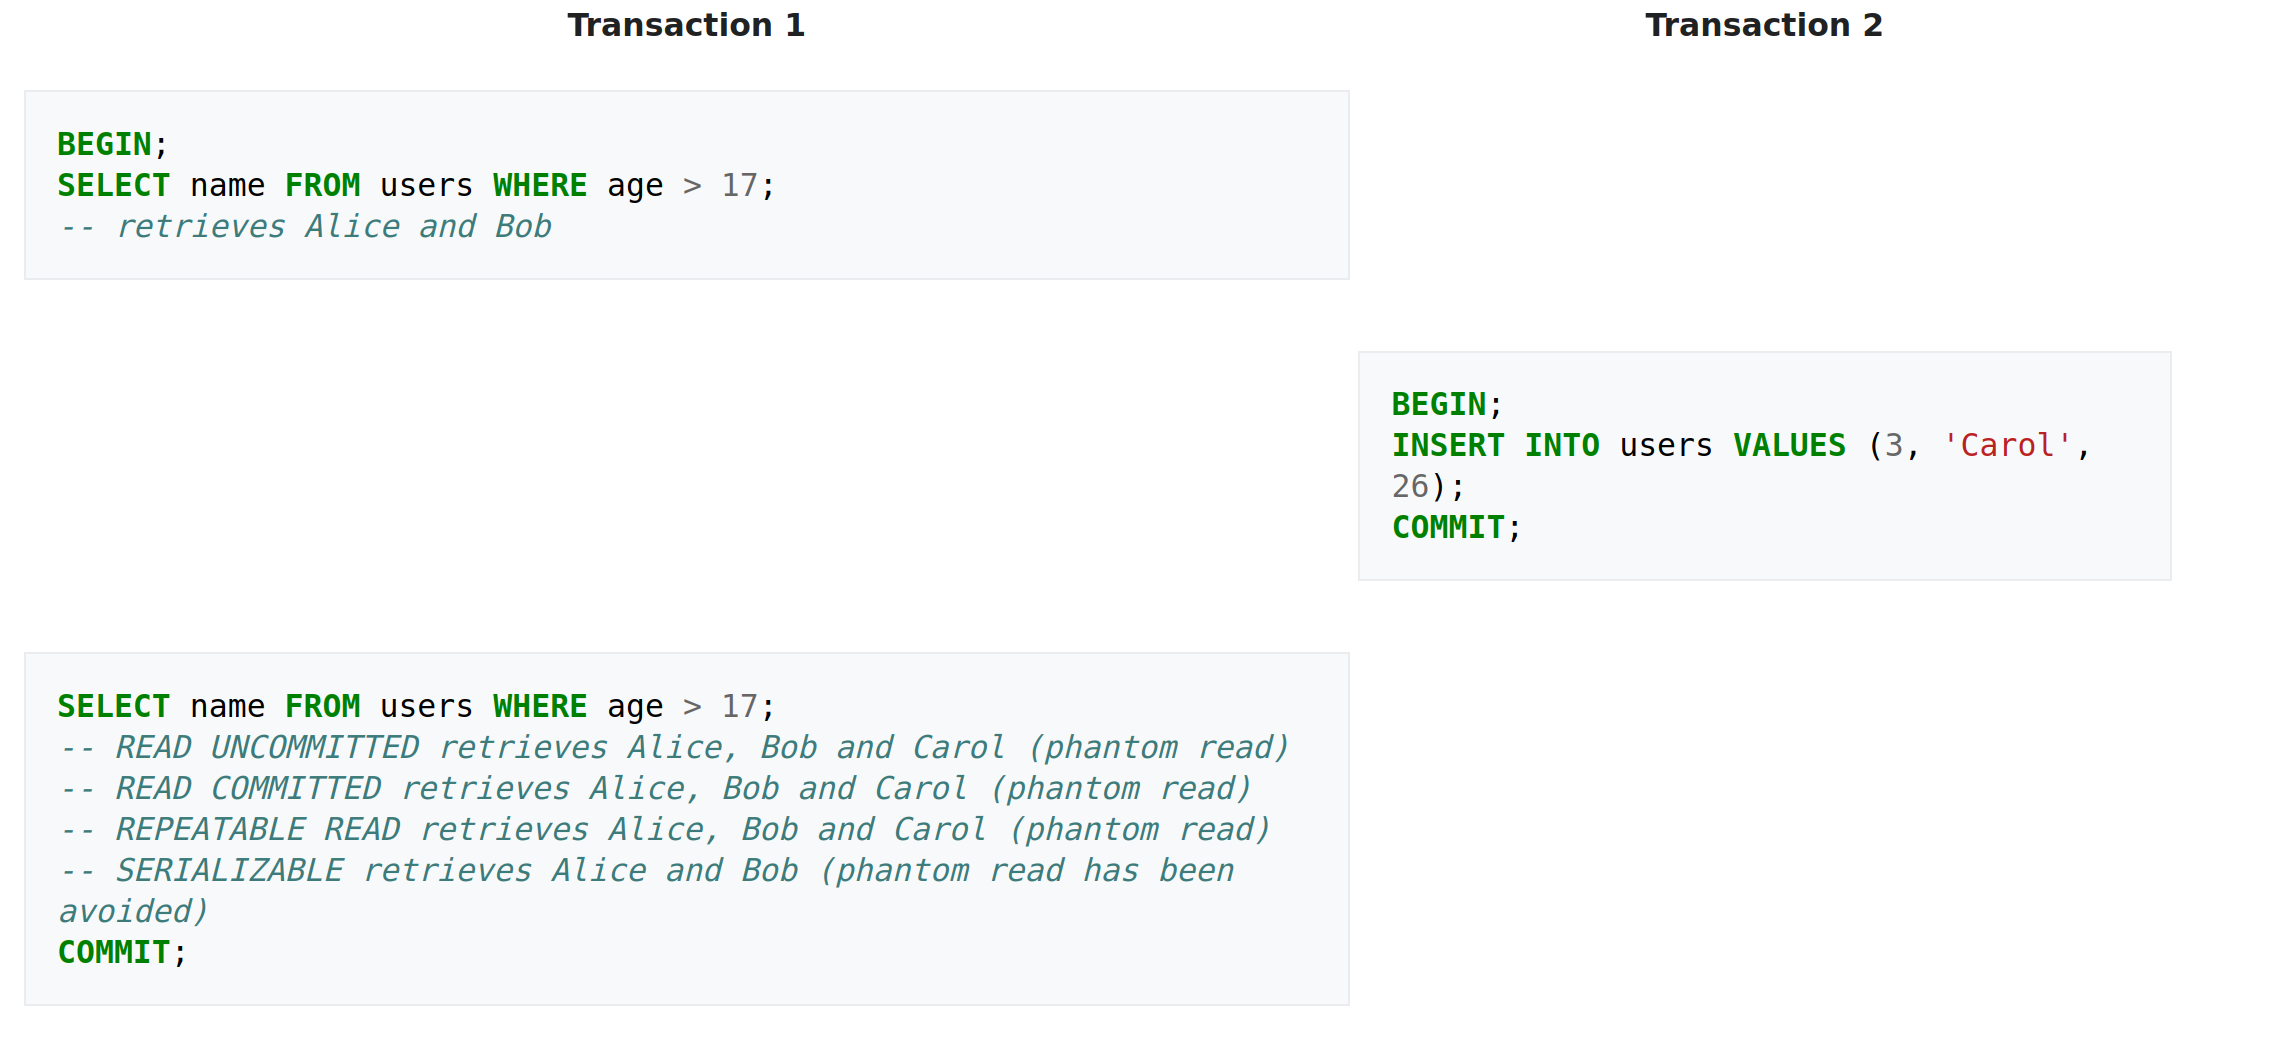 Transaction 1
Transaction 2
BEGIN;
SELECT name FROM users WHERE age > 17;
-- retrieves Alice and Bob
BEGIN;
INSERT INTO users VALUES (3, 'Carol',
26);
COMMIT;
SELECT name FROM users WHERE age > 17;
-- READ UNCOMMITTED retrieves Alice, Bob and Carol (phantom read)
-- READ COMMITTED retrieves Alice, Bob and Carol (phantom read)
-- REPEATABLE READ retrieves Alice, Bob and Carol (phantom read)
-- SERIALIZABLE retrieves Alice and Bob (phantom read has been
avoided)
COMMIT;